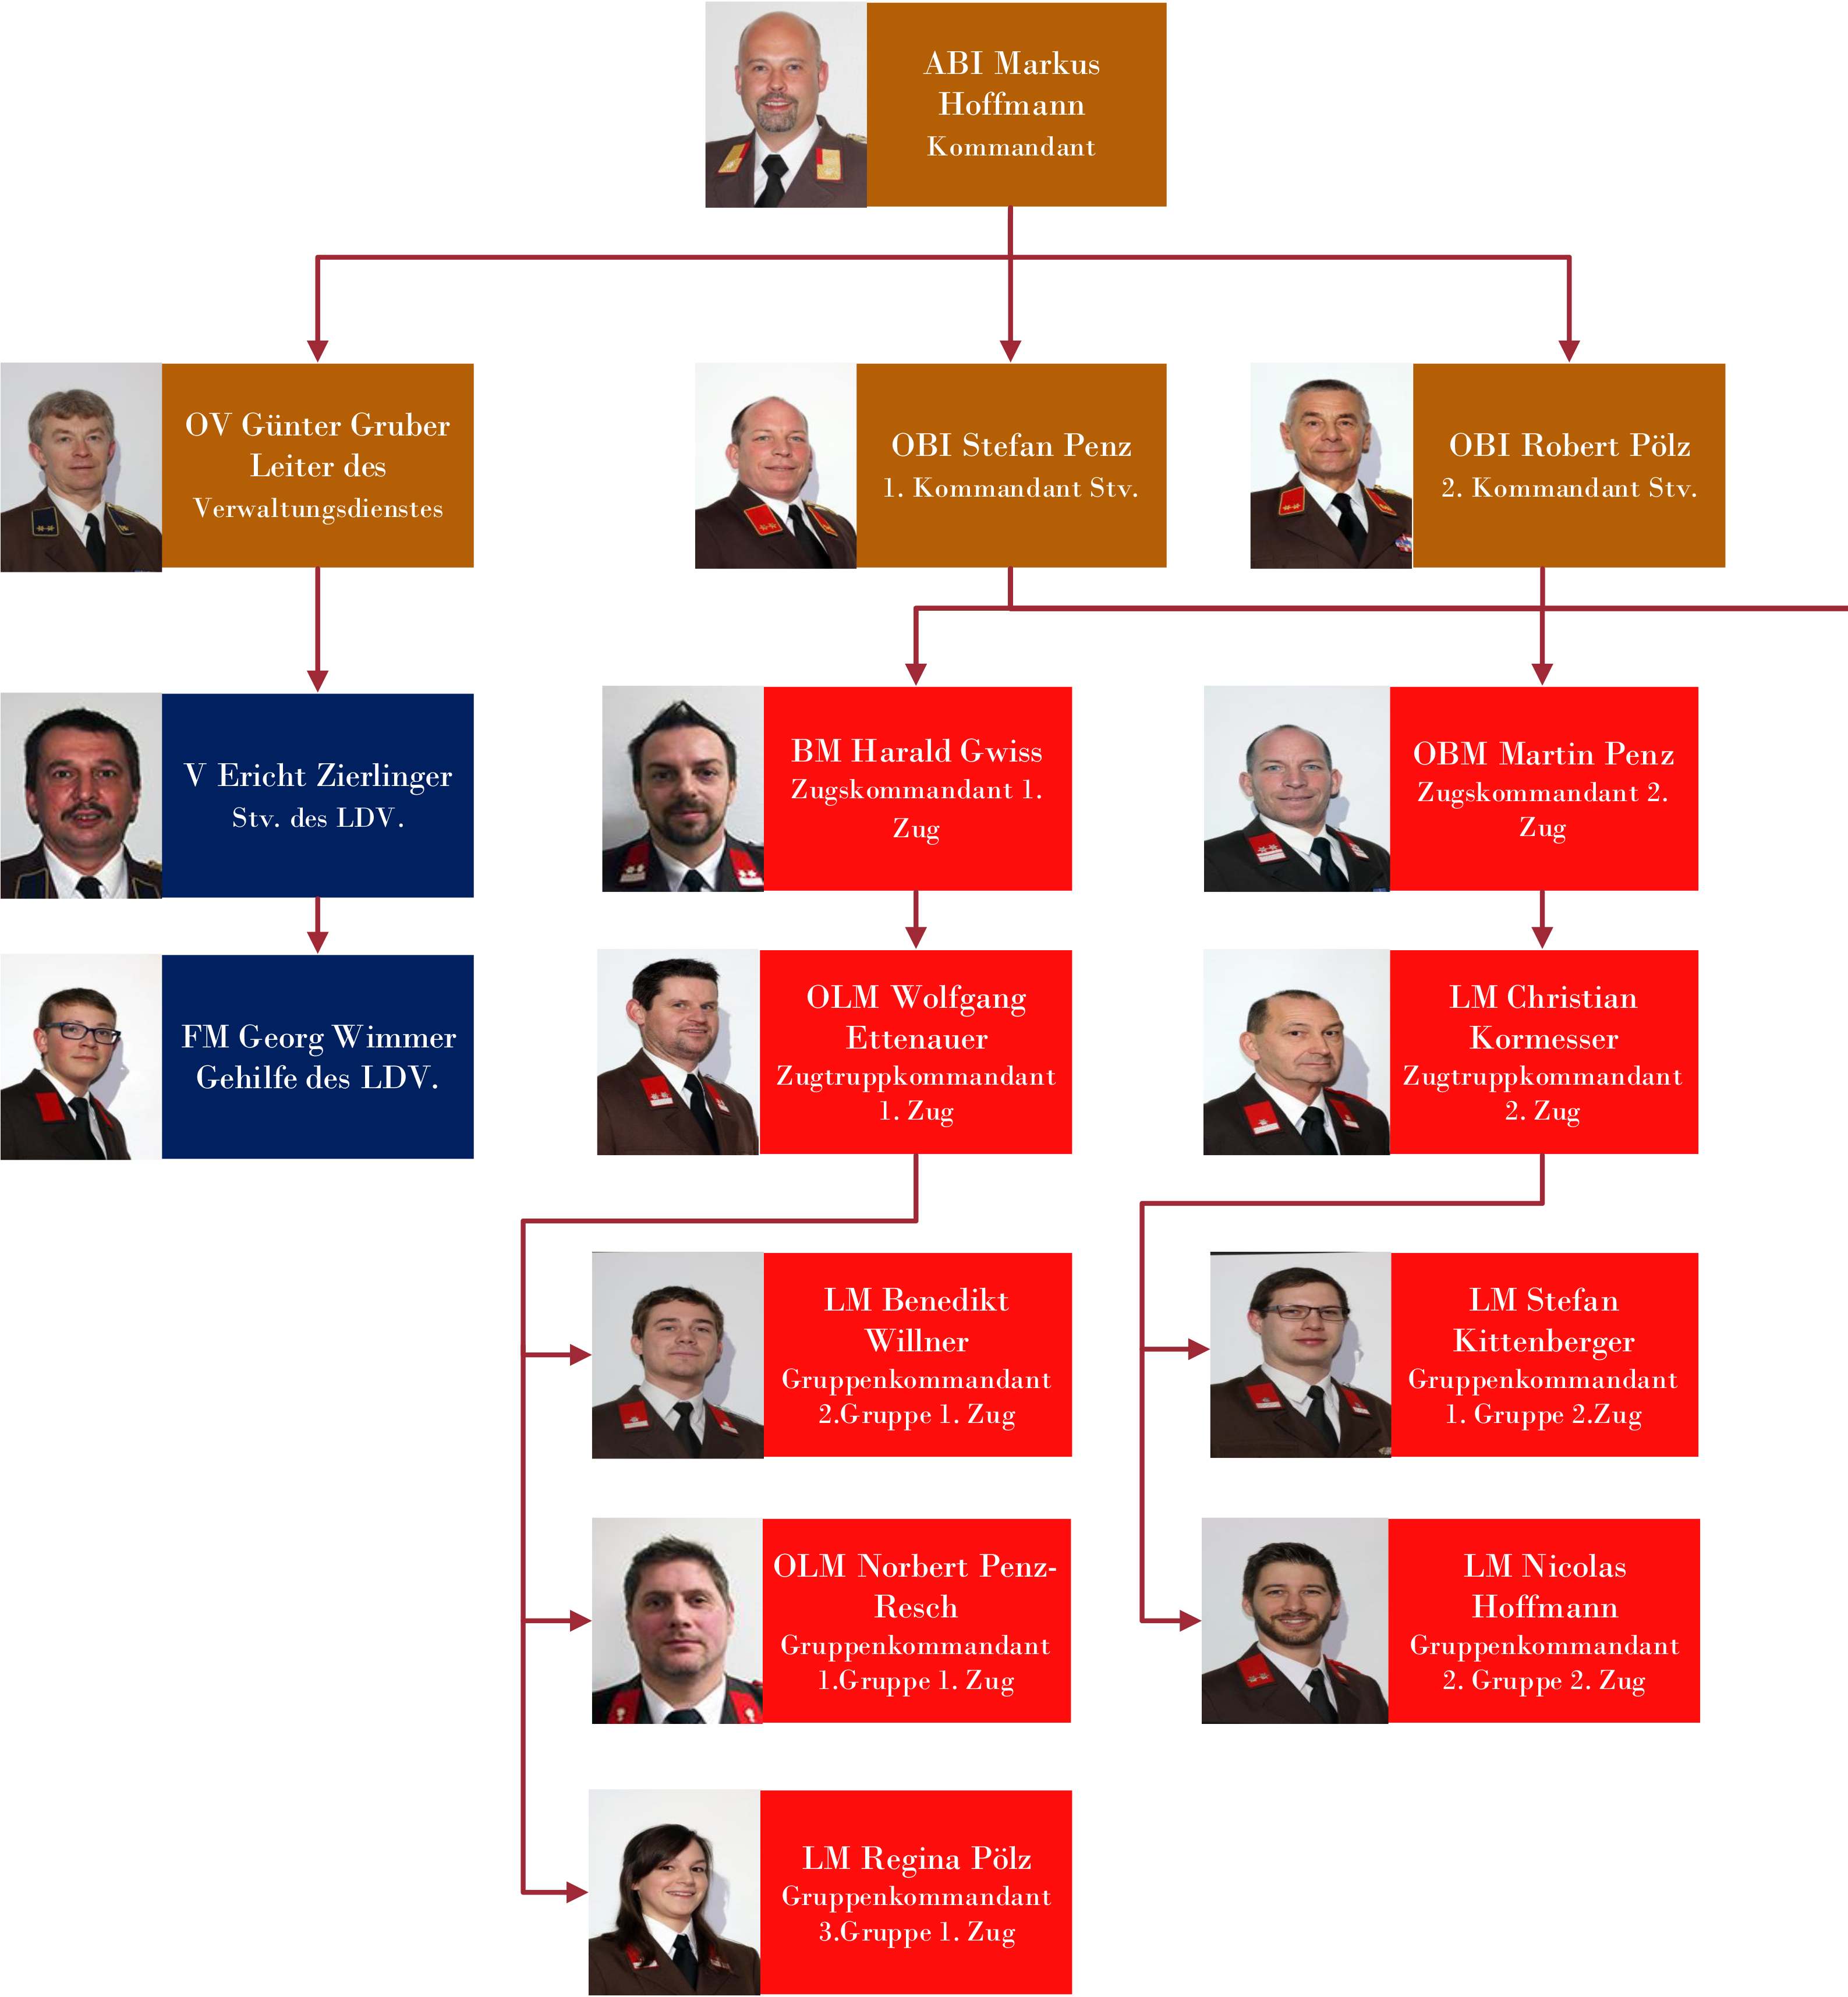 ABI Markus
Hoffmann
Kommandant
OV Günter Gruber
Leiter des
Verwaltungsdienstes
OBI Stefan Penz
1. Kommandant Stv.
OBI Robert Pölz
2. Kommandant Stv.
V Ericht Zierlinger
Stv. des LDV.
BM Harald Gwiss
Zugskommandant 1.
Zug
OBM Martin Penz
Zugskommandant 2.
Zug
FM Georg Wimmer
Gehilfe des LDV.
OLM Wolfgang
Ettenauer
Zugtruppkommandant
1. Zug
LM Christian
Kormesser
Zugtruppkommandant
2. Zug
LM Benedikt
Willner
Gruppenkommandant
2.Gruppe 1. Zug
LM Stefan
Kittenberger
Gruppenkommandant
1. Gruppe 2.Zug
OLM Norbert Penz-
Resch
Gruppenkommandant
1.Gruppe 1. Zug
LM Nicolas
Hoffmann
Gruppenkommandant
2. Gruppe 2. Zug
LM Regina Pölz
Gruppenkommandant
3.Gruppe 1. Zug